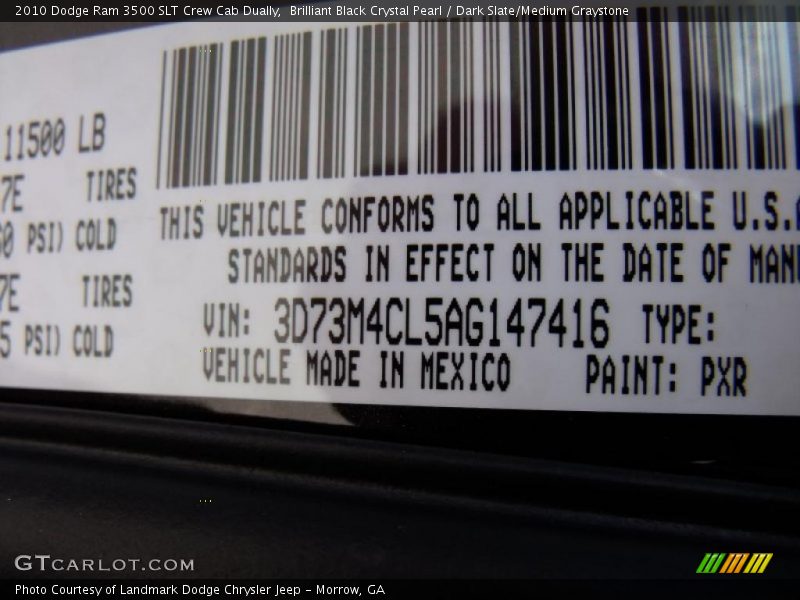 2010 Dodge Ram 3500 SLT Crew Cab Dually,  Brilliant Black Crystal Pearl / Dark Slate/Medium Graystone
11500 LB
7E TIRES
PSI) COLD
7E TIRES
5 PSI) COLD
THIS VEHICLE CONFORMS TO ALL APPLICABLE U.S.A
STANDARDS IN EFFECT ON THE DATE OF MAN
VIN: 3D73M4CL5AG147416 TYPE:
VEHICLE MADE IN MEXICO PAINT: PXR
GTCARLOT.COM
Photo Courtesy of Landmark Dodge Chrysler Jeep - Morrow, GA